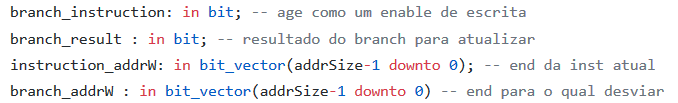 branch_instruction: in bit; -- age como um enable de escrita
branch_result : in bit; -- resultado do branch para atualizar
instruction_addrW: in bit_vector(addrSize-1 downto 0); -- end da inst atual
branch_addrW : in bit_vector(addrSize-1 downto 0) -- end para o qual desviar